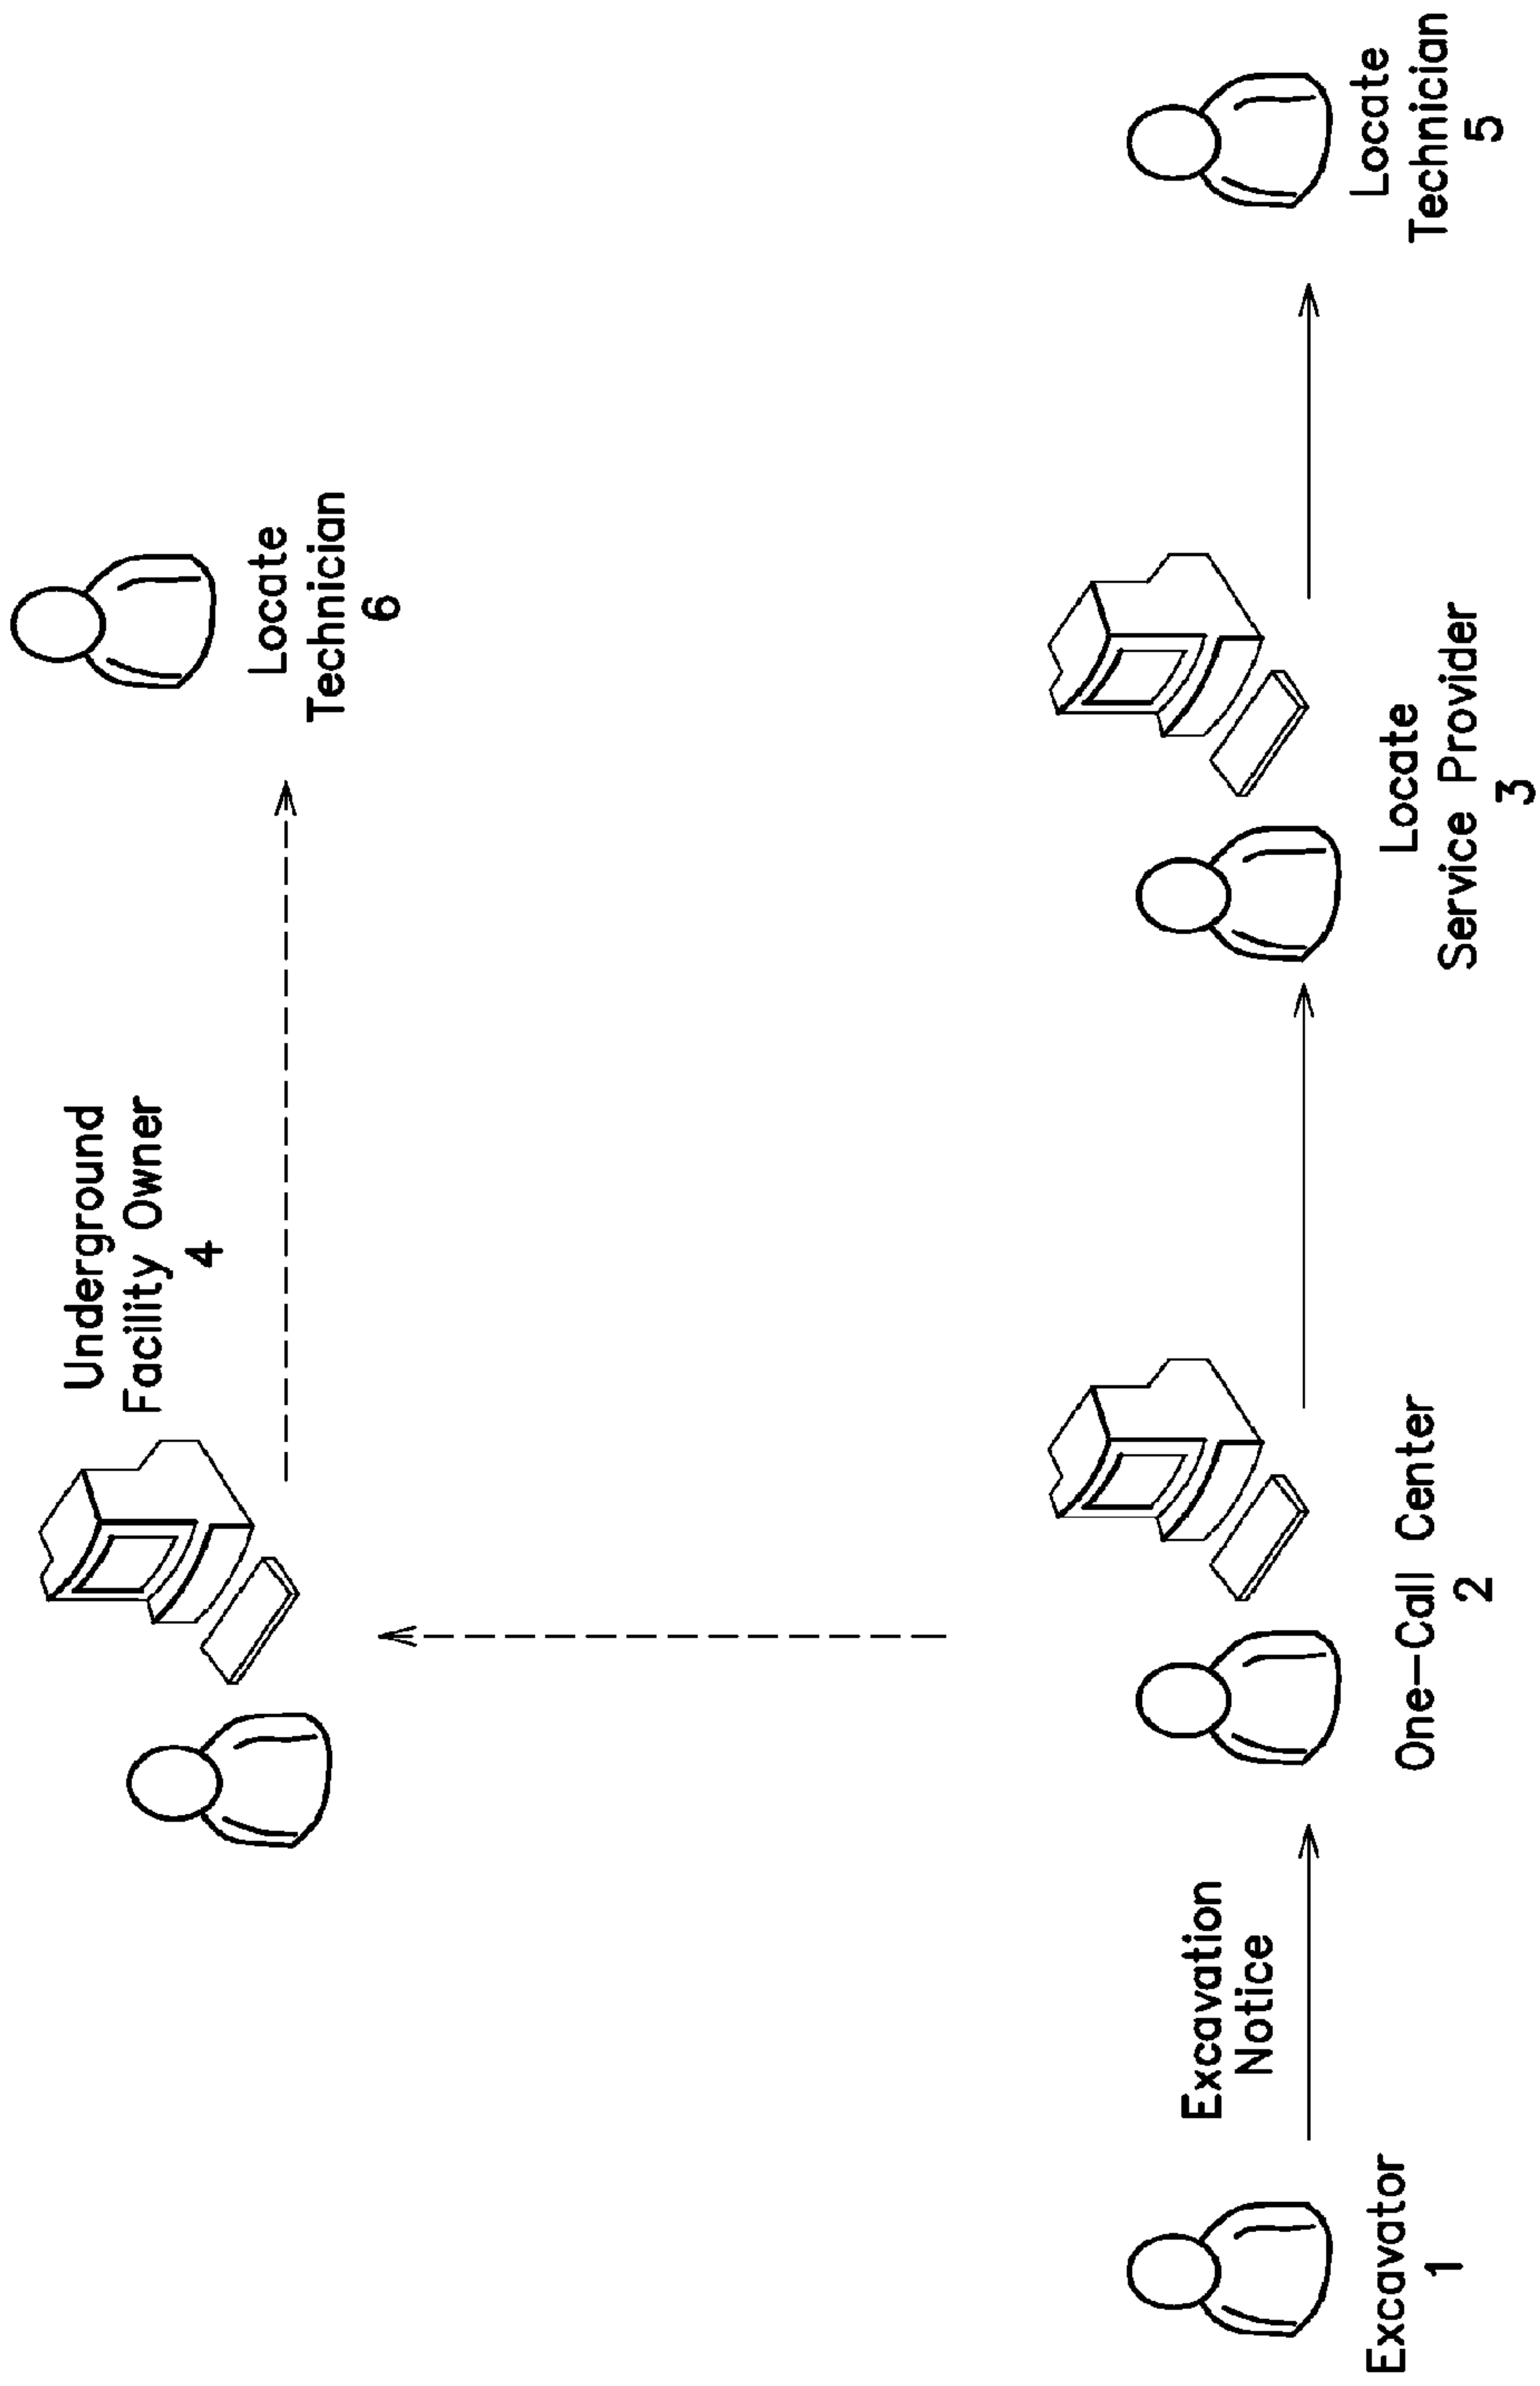 Underground
Facility Owner
4
Locate
Technician
6
Excavator
1
Excavation
Notice
One-Call Center
2
Locate
Service Provider
3
Locate
Technician
5